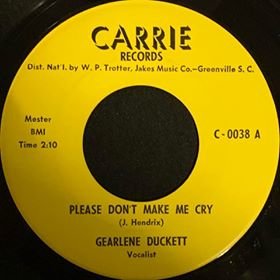 CARRIE
RECORDS
Dist. Nat'l. by W. P. Trotter, Jakes Music Co.—Greenville S. C.
Mester
BMI
Time 2:10
C-0038 A
PLEASE DON'T MAKE ME CRY
(J. Hendrix)
GEARLENE DUCKETT
Vocalist